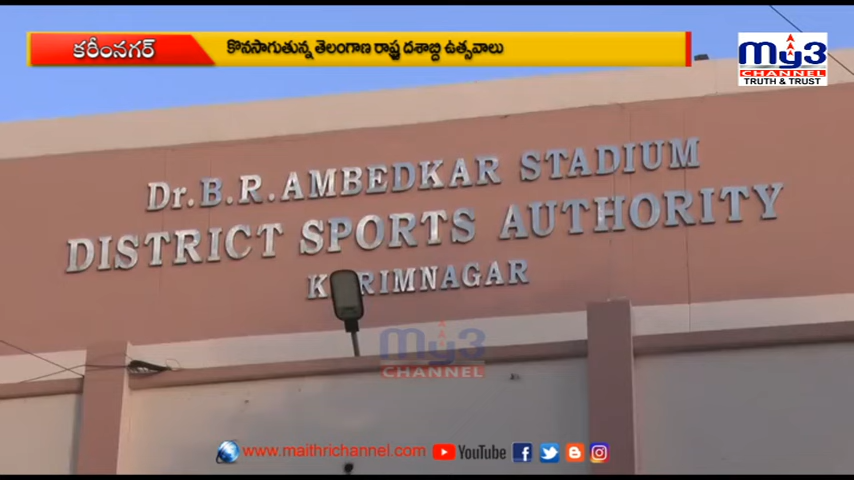 కరీంనగర్
కొనసాగుతున్న తెలంగాణ రాష్ట్ర దశాబ్ది ఉత్సవాలు
my3
CHANNEL
TRUTH & TRUST
Dr. B.R. AMBEDKAR STADIUM
DISTRICT SPORTS AUTHORITY
KARIMNAGAR
my3
CHANNEL
www.maithrichannel.com YouTube